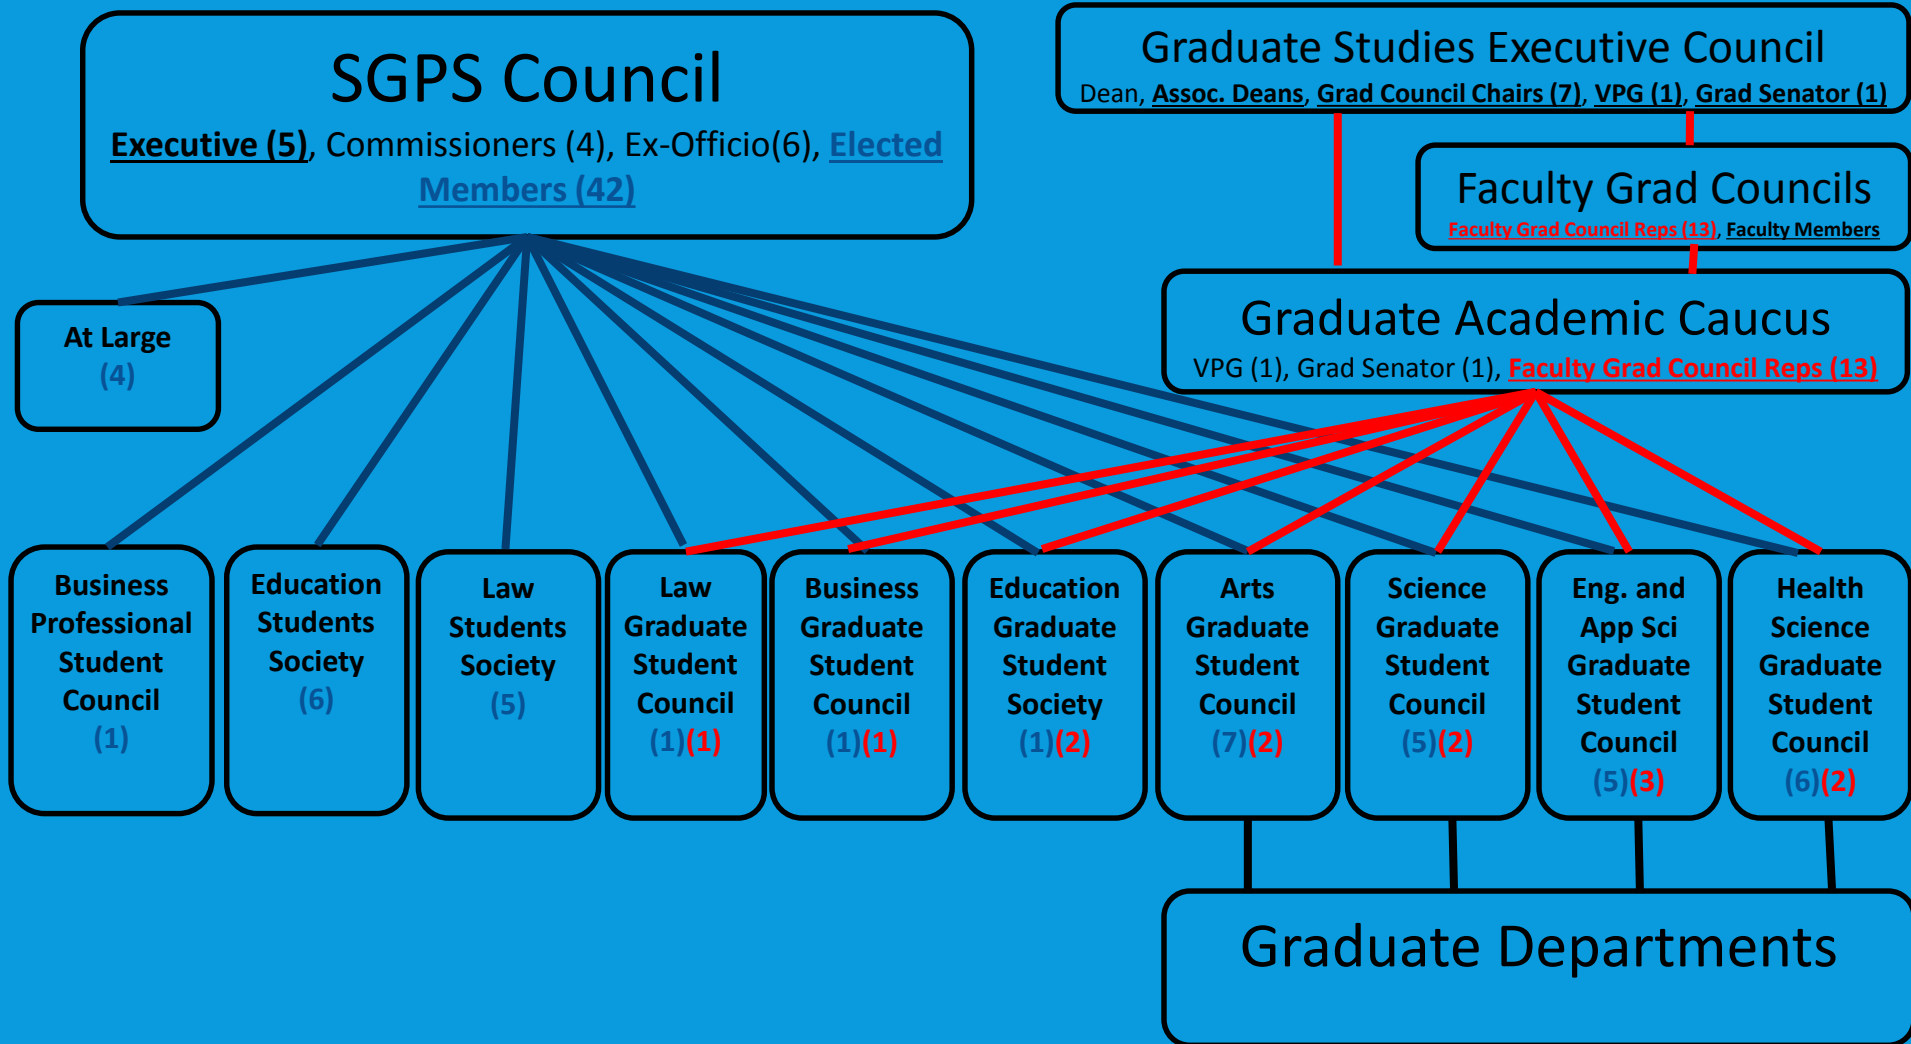 SGPS Council
Executive (5), Commissioners (4), Ex-Officio(6), Elected
Members (42)
Graduate Studies Executive Council
Dean, Assoc. Deans, Grad Council Chairs (7), VPG (1), Grad Senator (1)
Faculty Grad Councils
Faculty Grad Council Reps (13), Faculty Members
Graduate Academic Caucus
VPG (1), Grad Senator (1), Faculty Grad Council Reps (13)
At Large
(4)
Business
Professional
Student
Council
(1)
Education
Students
Society
(6)
Law
Students
Society
(5)
Law
Graduate
Student
Council
(1)(1)
Business
Graduate
Student
Council
(1)(1)
Education
Graduate
Student
Society
(1)(2)
Arts
Graduate
Student
Council
(7)(2)
Science
Graduate
Student
Council
(5)(2)
Eng. and
App Sci
Graduate
Student
Council
(5)(3)
Health
Science
Graduate
Student
Council
(6)(2)
Graduate Departments